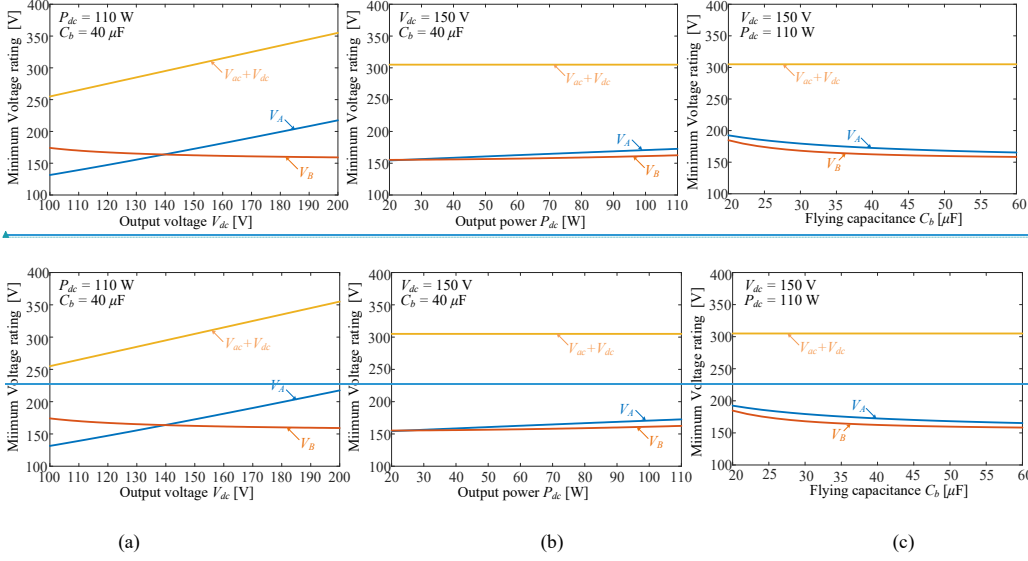 Minimum Voltage rating [V]
400
350
300
250
200
150
100
P_dc = 110 W
C_b = 40 μF
V_ac+V_dc
V_A
V_B
100 110 120 130 140 150 160 170 180 190 200
Output voltage V_dc [V]
Minimum Voltage rating [V]
400
350
300
250
200
150
100
V_dc = 150 V
C_b = 40 μF
V_ac+V_dc
V_A
V_B
20 30 40 50 60 70 80 90 100 110
Output power P_dc [W]
Minimum Voltage rating [V]
400
350
300
250
200
150
100
V_dc = 150 V
P_dc = 110 W
V_ac+V_dc
V_A
V_B
20 25 30 35 40 45 50 55 60
Flying capacitance C_b [μF]
Miimum Voltage rating [V]
400
350
300
250
200
150
100
P_dc = 110 W
C_b = 40 μF
V_ac+V_dc
V_A
V_B
100 110 120 130 140 150 160 170 180 190 200
Output voltage V_dc [V]
Miimum Voltage rating [V]
400
350
300
250
200
150
100
V_dc = 150 V
C_b = 40 μF
V_ac+V_dc
V_A
V_B
20 30 40 50 60 70 80 90 100 110
Output power P_dc [W]
Miimum Voltage rating [V]
400
350
300
250
200
150
100
V_dc = 150 V
P_dc = 110 W
V_ac+V_dc
V_A
V_B
20 25 30 35 40 45 50 55 60
Flying capacitance C_b [μF]
(a) (b) (c)